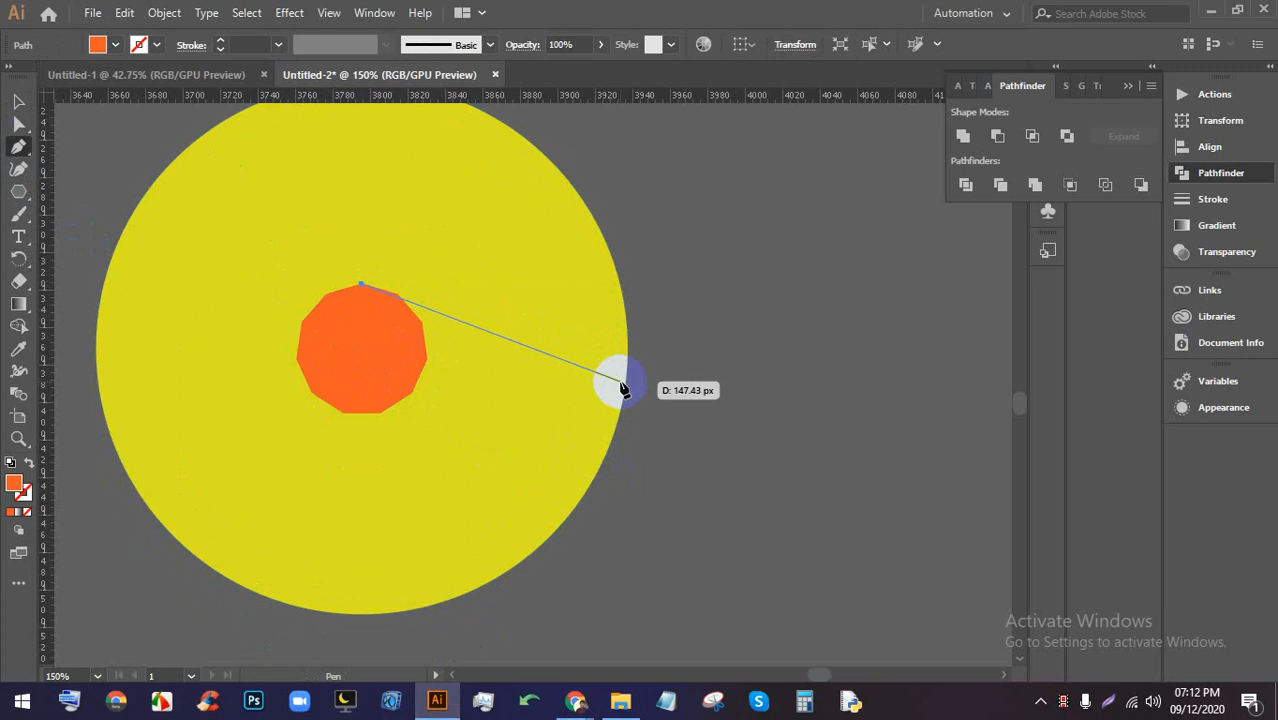 Ai File Edit Object Type Select Effect View Window Help Automation Search Adobe Stock
Path Stroke: Basic Opacity: 100% Style: Transform
Untitled-1 @ 42.75% (RGB/GPU Preview) Untitled-2* @ 150% (RGB/GPU Preview)
3640 3660 3680 3700 3720 3740 3760 3780 3800 3820 3840 3860 3880 3900 3920 3940 3960 3980 4000 4020 4040 4060 4080 4100
A T A Pathfinder S G Tr
Shape Modes:
Expand
Pathfinders:
Actions
Transform
Align
Pathfinder
Stroke
Gradient
Transparency
Links
Libraries
Document Info
Variables
Appearance
D: 147.43 px
Activate Windows
Go to Settings to activate Windows.
150% 1 Pen
Ps Ai
07:12 PM
09/12/2020